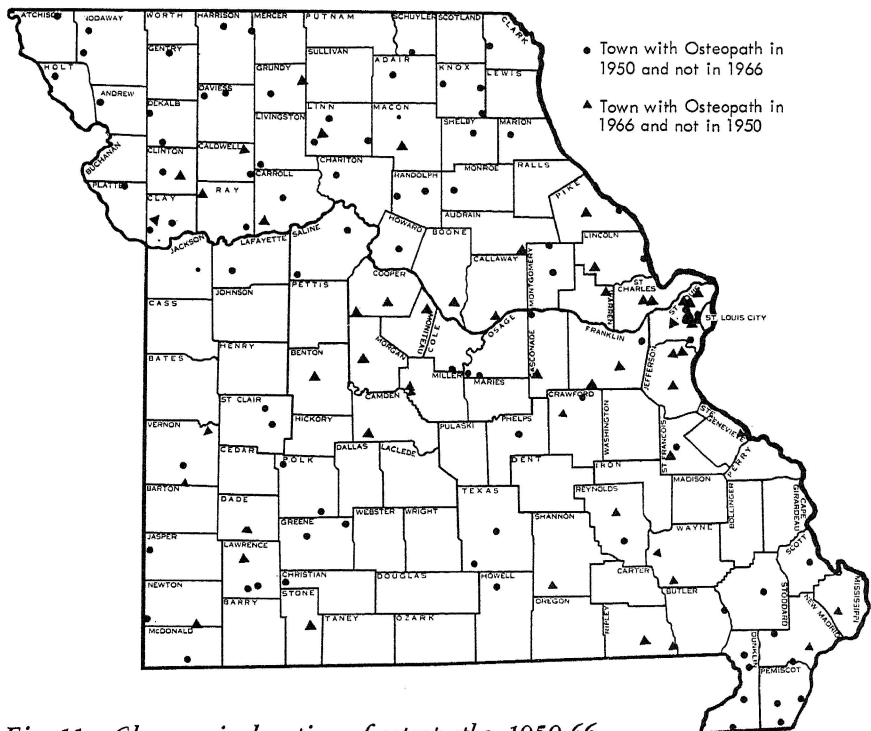 ATCHISON
NODAWAY
WORTH
HARRISON
MERCER
PUTNAM
SCHUYLER
SCOTLAND
CLARK
GENTRY
SULLIVAN
ADAIR
HOLT
GRUNDY
KNOX
LEWIS
ANDREW
DAVIESS
DEKALB
LINN
MACON
LIVINGSTON
SHELBY
MARION
BUCHANAN
CLINTON
CALDWELL
CHARITON
MONROE
RALLS
PLATTE
CARROLL
RANDOLPH
PIKE
CLAY
RAY
AUDRAIN
HOWARD
BOONE
LINCOLN
JACKSON
LAFAYETTE
SALINE
CALLAWAY
MONTGOMERY
COOPER
ST CHARLES
WARREN
ST LOUIS CITY
CASS
JOHNSON
PETTIS
MONITEAU
COLE
OSAGE
GASCONADE
FRANKLIN
JEFFERSON
BATES
HENRY
BENTON
MORGAN
MILLER
MARIES
ST CLAIR
CAMDEN
CRAWFORD
WASHINGTON
STE. GENEVIEVE
VERNON
HICKORY
PULASKI
PHELPS
ST FRANCOIS
PERRY
CEDAR
POLK
DALLAS
LACLEDE
DENT
IRON
MADISON
BOLLINGER
CAPE GIRARDEAU
BARTON
DADE
TEXAS
REYNOLDS
GREENE
WEBSTER
WRIGHT
SHANNON
WAYNE
SCOTT
JASPER
LAWRENCE
NEWTON
CHRISTIAN
DOUGLAS
HOWELL
CARTER
BUTLER
STODDARD
MISSISSIPPI
BARRY
STONE
TANEY
OZARK
OREGON
RIPLEY
NEW MADRID
McDONALD
DUNKLIN
PEMISCOT
Town with Osteopath in
1950 and not in 1966
Town with Osteopath in
1966 and not in 1950